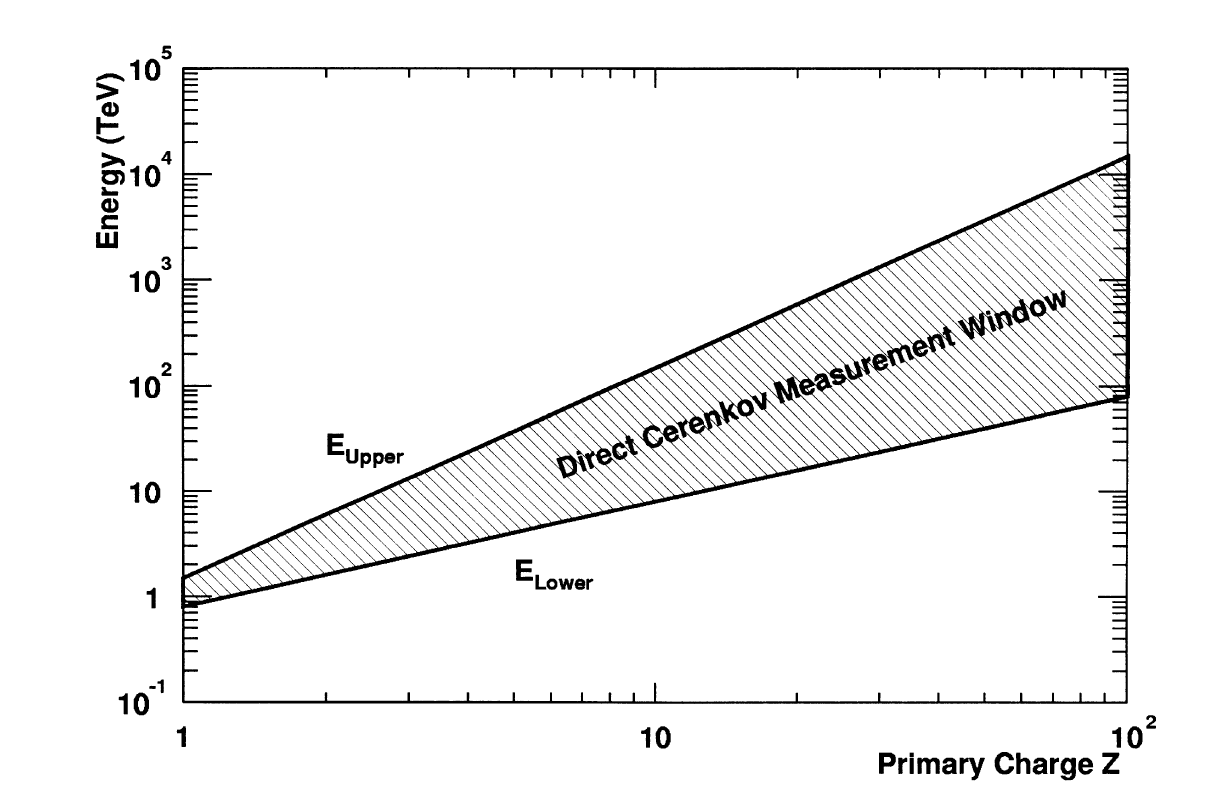 10^5
Energy (TeV)
10^4
10^3
10^2
10
1
10^-1
E_Upper
Direct Cerenkov Measurement Window
E_Lower
1
10
10^2
Primary Charge Z